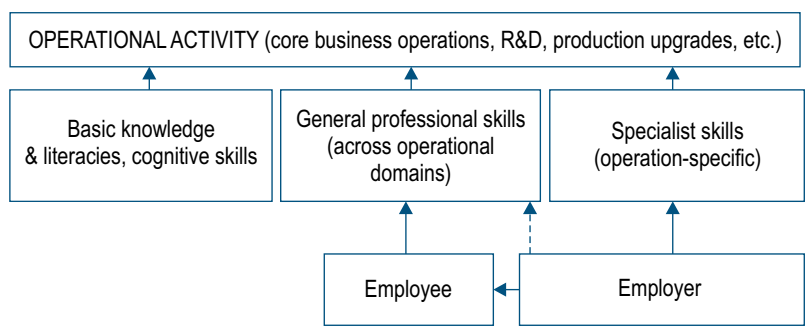 OPERATIONAL ACTIVITY (core business operations, R&D, production upgrades, etc.)
Basic knowledge
& literacies, cognitive skills
General professional skills
(across operational
domains)
Specialist skills
(operation-specific)
Employee
Employer